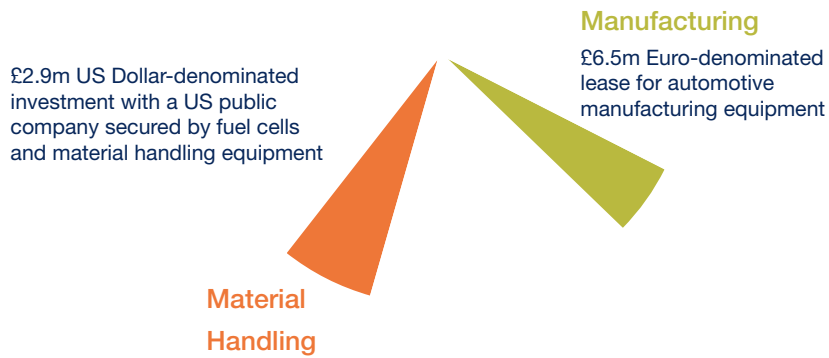 Manufacturing
£6.5m Euro-denominated
lease for automotive
manufacturing equipment
£2.9m US Dollar-denominated
investment with a US public
company secured by fuel cells
and material handling equipment
Material
Handling